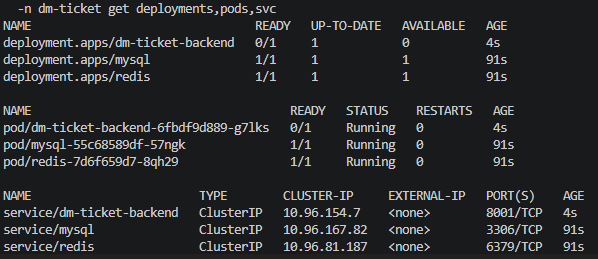 -n dm-ticket get deployments,pods,svc
NAME READY UP-TO-DATE AVAILABLE AGE
deployment.apps/dm-ticket-backend 0/1 1 0 4s
deployment.apps/mysql 1/1 1 1 91s
deployment.apps/redis 1/1 1 1 91s
NAME READY STATUS RESTARTS AGE
pod/dm-ticket-backend-6fbdf9d889-g7lks 0/1 Running 0 4s
pod/mysql-55c68589df-57ngk 1/1 Running 0 91s
pod/redis-7d6f659d7-8qh29 1/1 Running 0 91s
NAME TYPE CLUSTER-IP EXTERNAL-IP PORT(S) AGE
service/dm-ticket-backend ClusterIP 10.96.154.7 <none> 8001/TCP 4s
service/mysql ClusterIP 10.96.167.82 <none> 3306/TCP 91s
service/redis ClusterIP 10.96.81.187 <none> 6379/TCP 91s